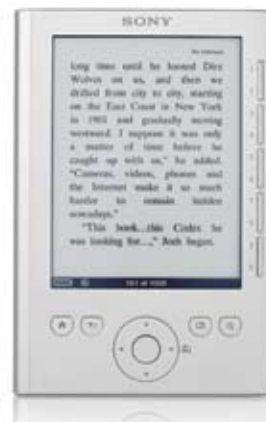 SONY
long time until he loosed Dire
Wolves on us, and then we
drifted from city to city, starting
on the East Coast in New York
in 1901 and gradually moving
westward. I suppose it was only
a matter of time before he
caught up with us," he added.
"Cameras, videos, phones and
the Internet make it so much
harder to remain hidden
nowadays."
"This book...this Codex he
was looking for...," Josh began.
of